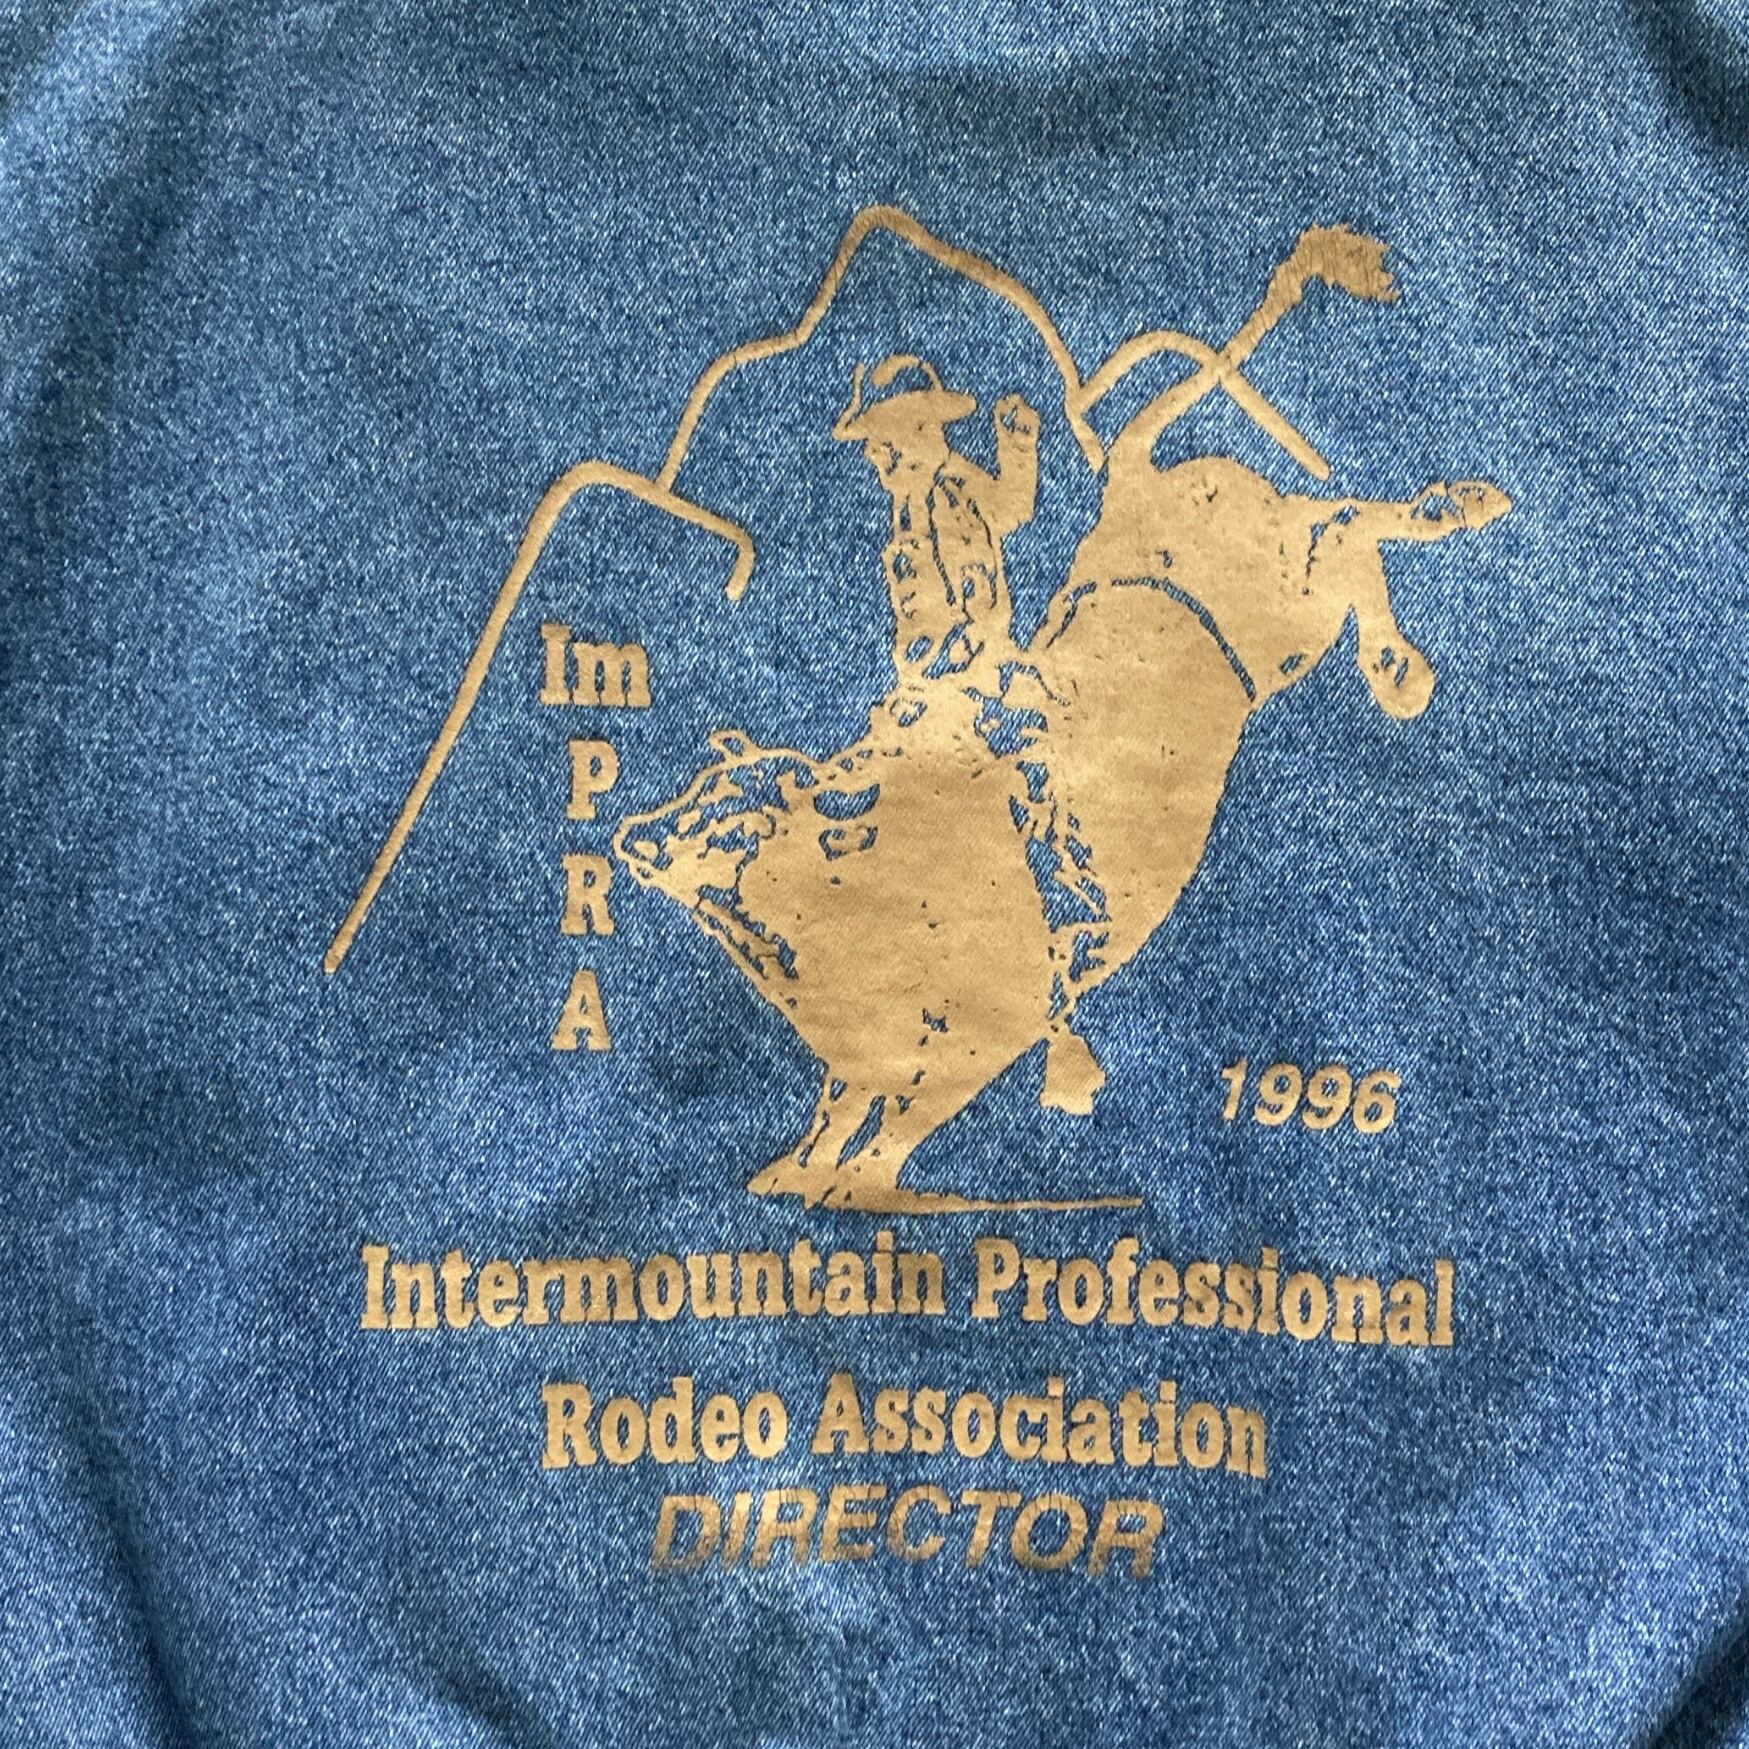 Im
P
R
A
1996
Intermountain Professional
Rodeo Association
DIRECTOR